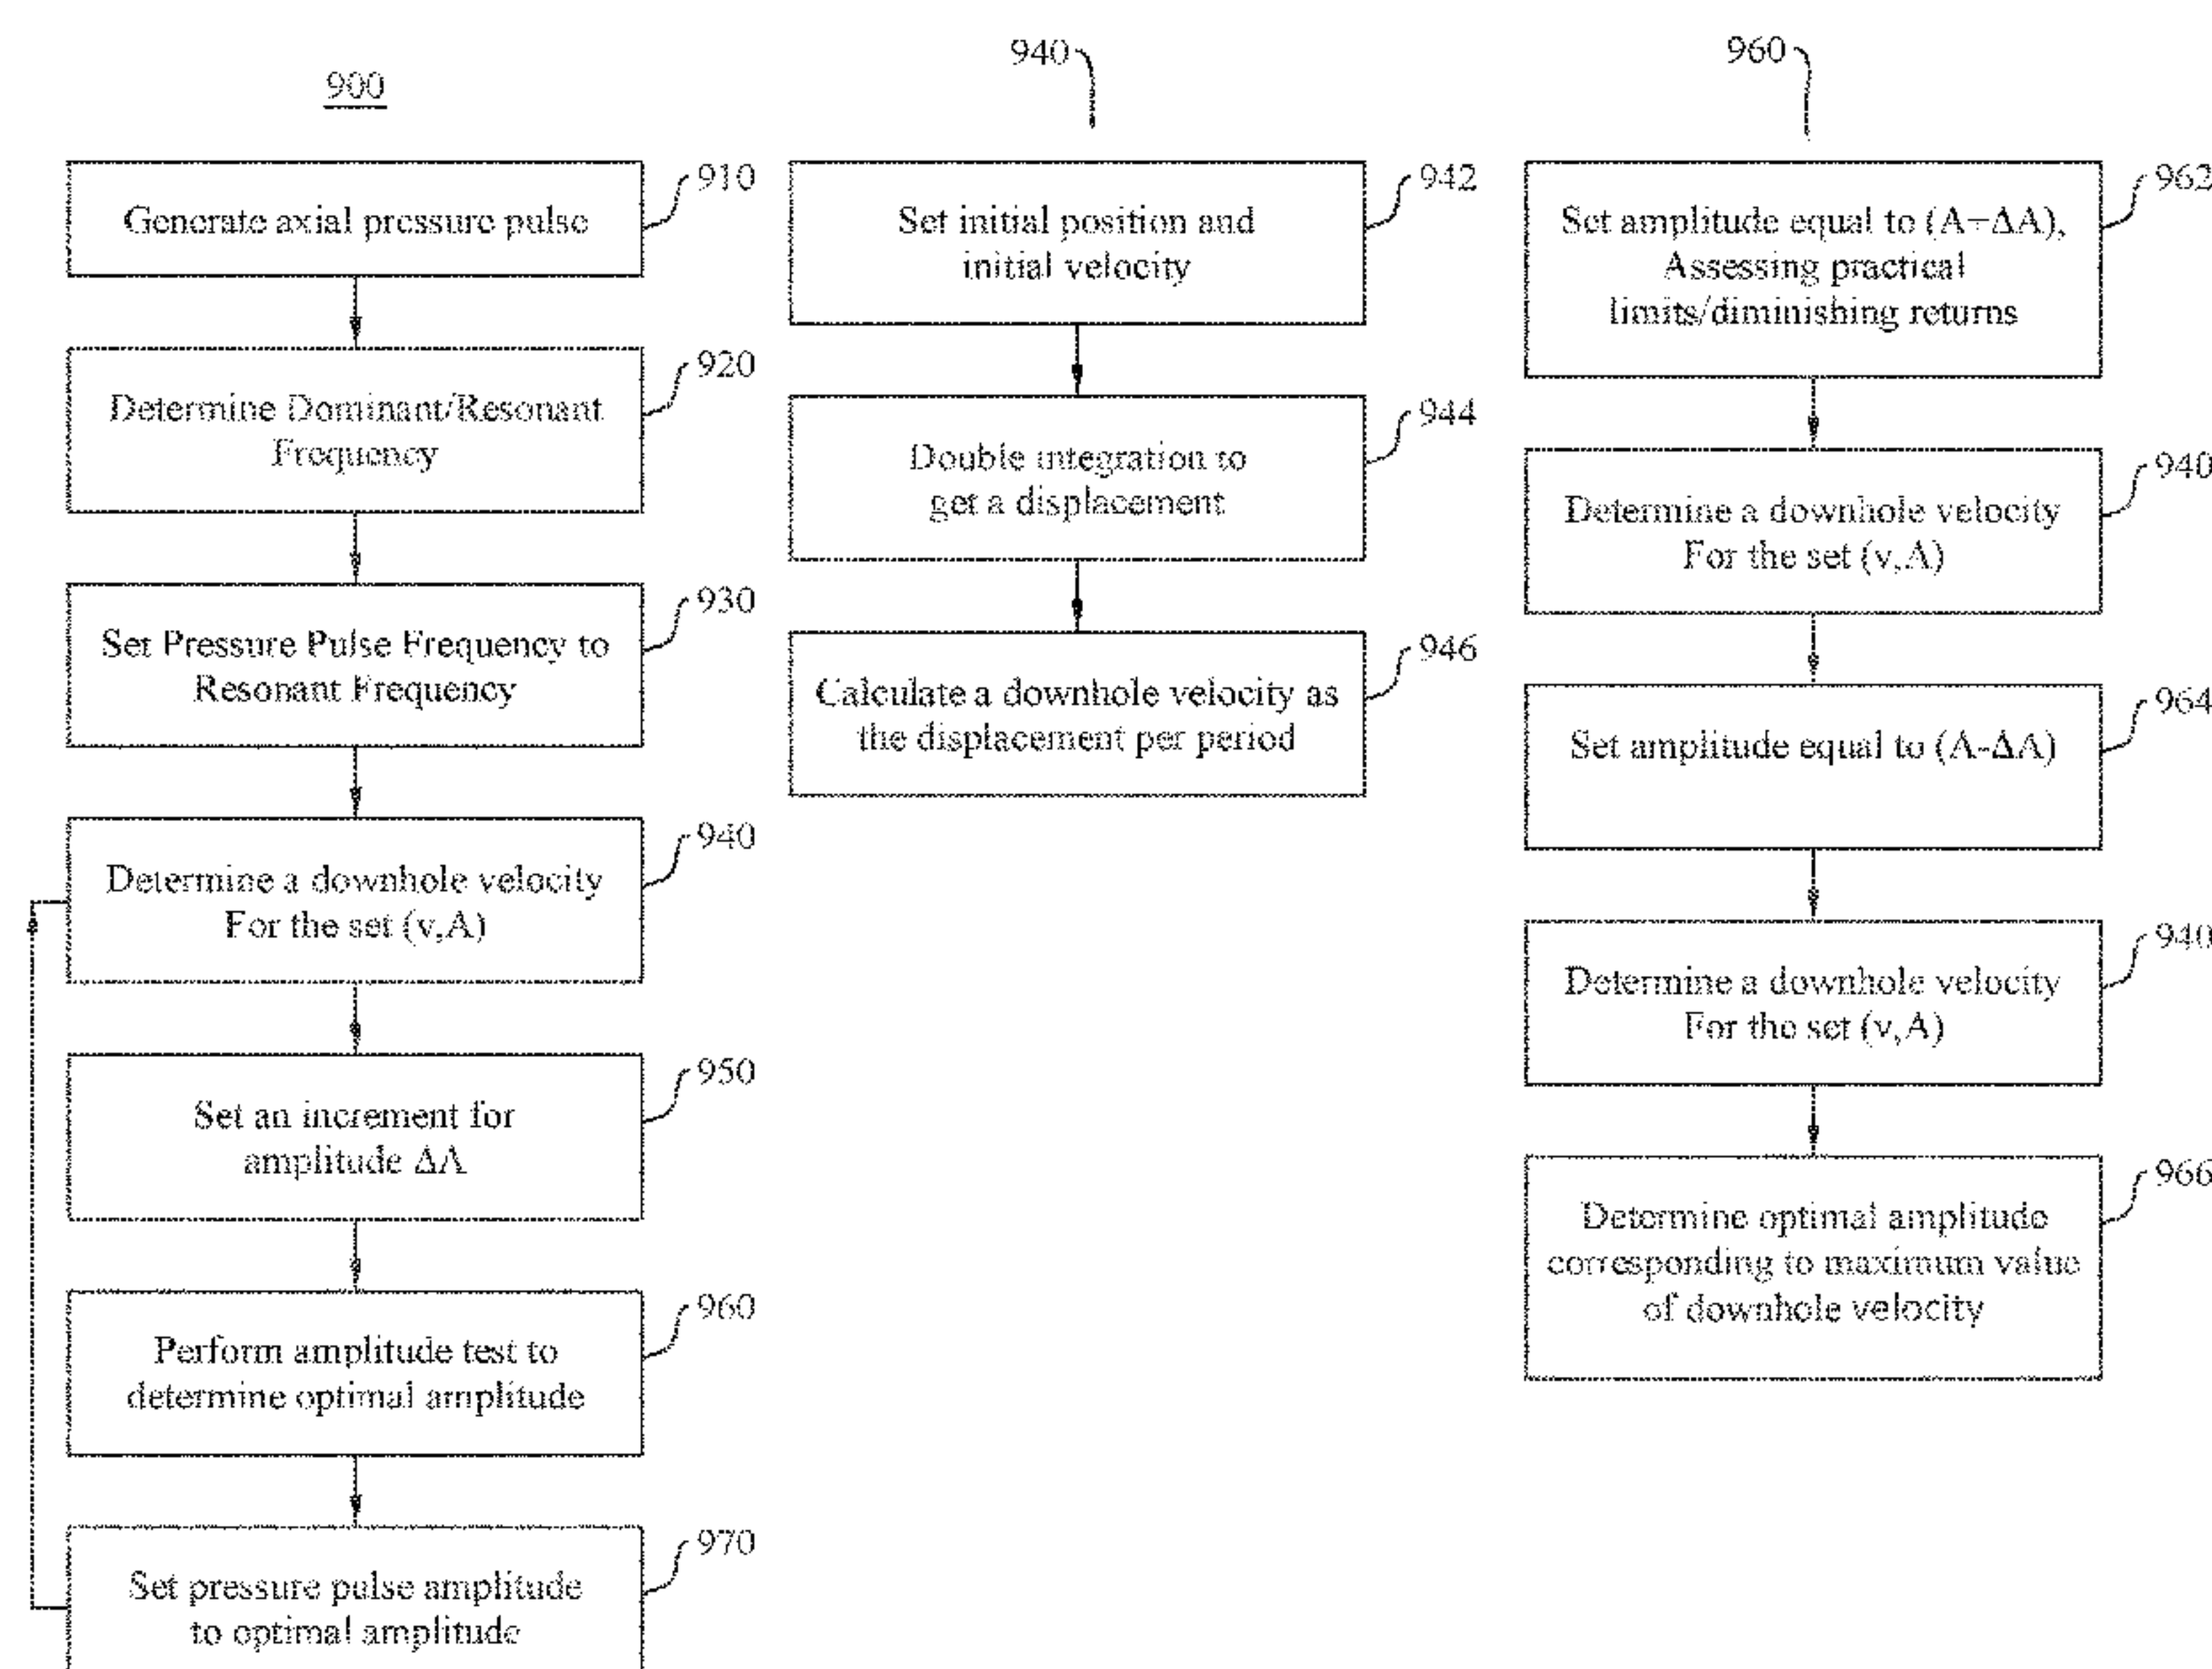 900
910
Generate axial pressure pulse
920
Determine Dominant/Resonant
Frequency
930
Set Pressure Pulse Frequency to
Resonant Frequency
940
Determine a downhole velocity
For the set (v,A)
950
Set an increment for
amplitude ΔA
960
Perform amplitude test to
determine optimal amplitude
970
Set pressure pulse amplitude
to optimal amplitude
940
942
Set initial position and
initial velocity
944
Double integration to
get a displacement
946
Calculate a downhole velocity as
the displacement per period
960
962
Set amplitude equal to (A+ΔA),
Assessing practical
limits/diminishing returns
940
Determine a downhole velocity
For the set (v,A)
964
Set amplitude equal to (A-ΔA)
940
Determine a downhole velocity
For the set (v,A)
966
Determine optimal amplitude
corresponding to maximum value
of downhole velocity